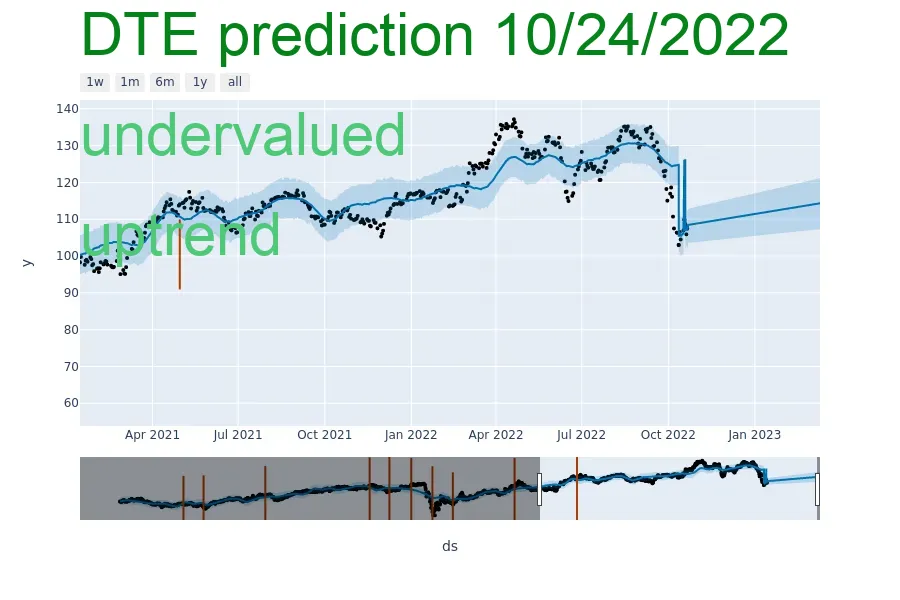 DTE prediction 10/24/2022
1w 1m 6m 1y all
140
undervalued
130
120
110
uptrend
100
y
90
80
70
60
Apr 2021 Jul 2021 Oct 2021 Jan 2022 Apr 2022 Jul 2022 Oct 2022 Jan 2023
ds